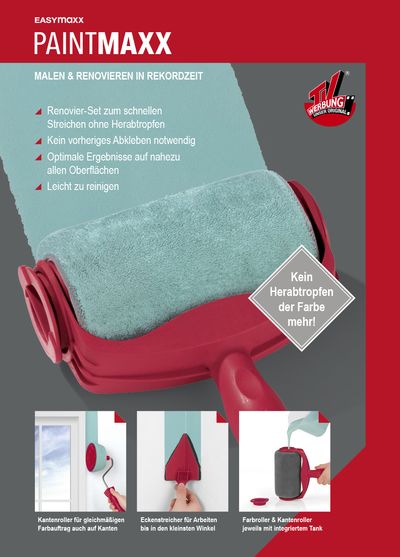 EASYmaxx
PAINTMAXX
MALEN & RENOVIEREN IN REKORDZEIT
Renovier-Set zum schnellen
Streichen ohne Herabtropfen
Kein vorheriges Abkleben notwendig
Optimale Ergebnisse auf nahezu
allen Oberflächen
Leicht zu reinigen
TV
WERBUNG
UNSER ORIGINAL
®
Kein
Herabtropfen
der Farbe
mehr!
Kantenroller für gleichmäßigen
Farbauftrag auch auf Kanten
Eckenstreicher für Arbeiten
bis in den kleinsten Winkel
Farbroller & Kantenroller
jeweils mit integriertem Tank